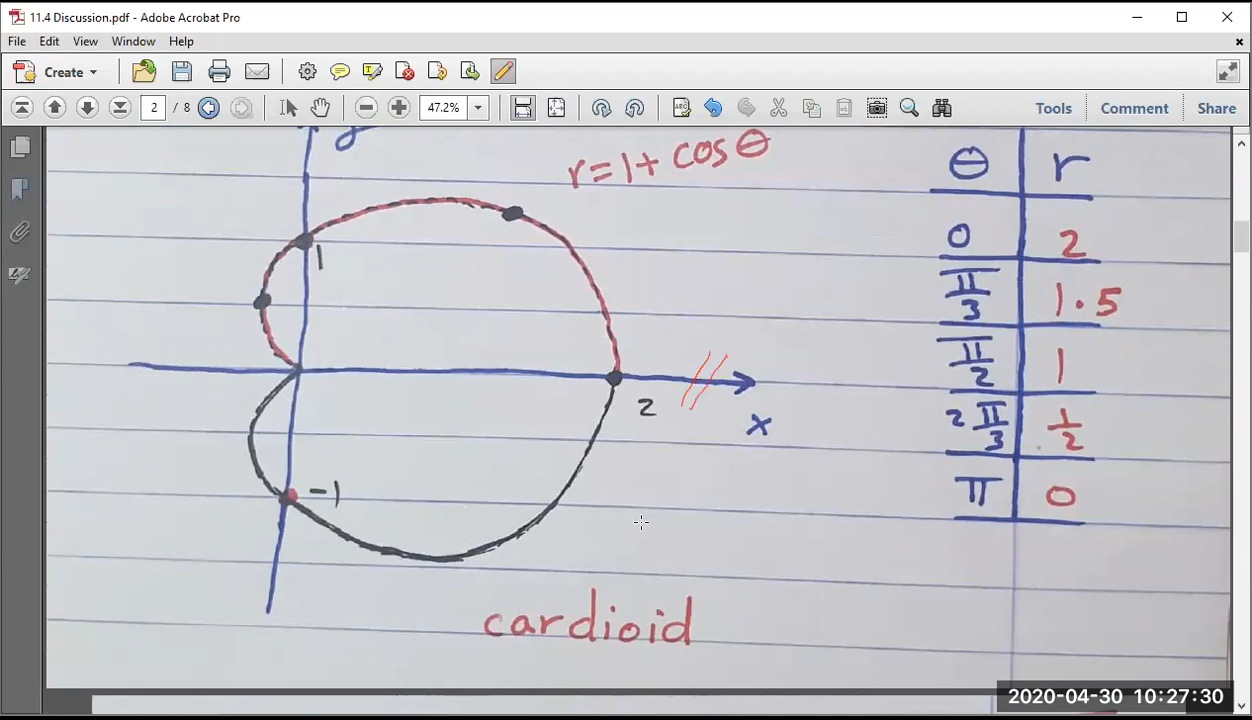 11.4 Discussion.pdf - Adobe Acrobat Pro
File Edit View Window Help
Create
2 / 8 47.2% Tools Comment Share
y
r=1+cosθ
θ r
0 2
π/3 1.5
π/2 1
2π/3 1/2
π 0
1
2
x
-1
cardioid
2020-04-30 10:27:30